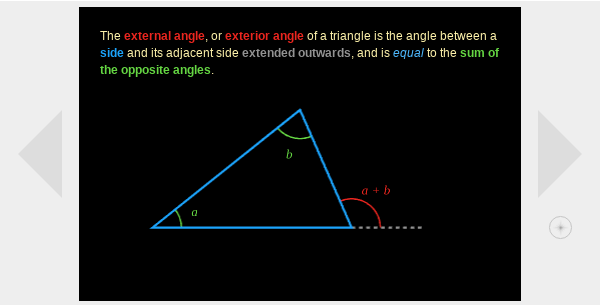 The external angle, or exterior angle of a triangle is the angle between a
side and its adjacent side extended outwards, and is equal to the sum of
the opposite angles.
b
a + b
a